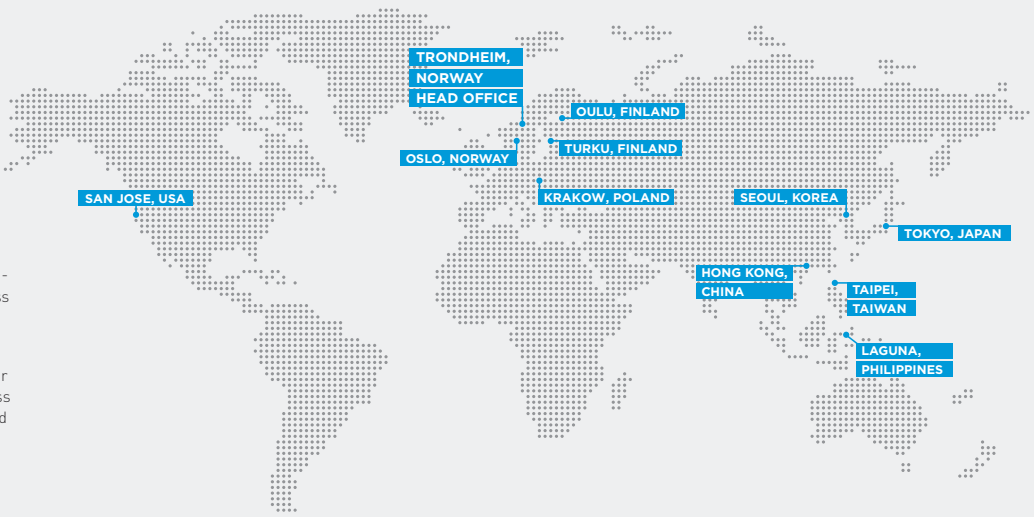 TRONDHEIM,
NORWAY
HEAD OFFICE
OULU, FINLAND
TURKU, FINLAND
OSLO, NORWAY
KRAKOW, POLAND
SEOUL, KOREA
SAN JOSE, USA
TOKYO, JAPAN
HONG KONG,
CHINA
TAIPEI,
TAIWAN
LAGUNA,
PHILIPPINES